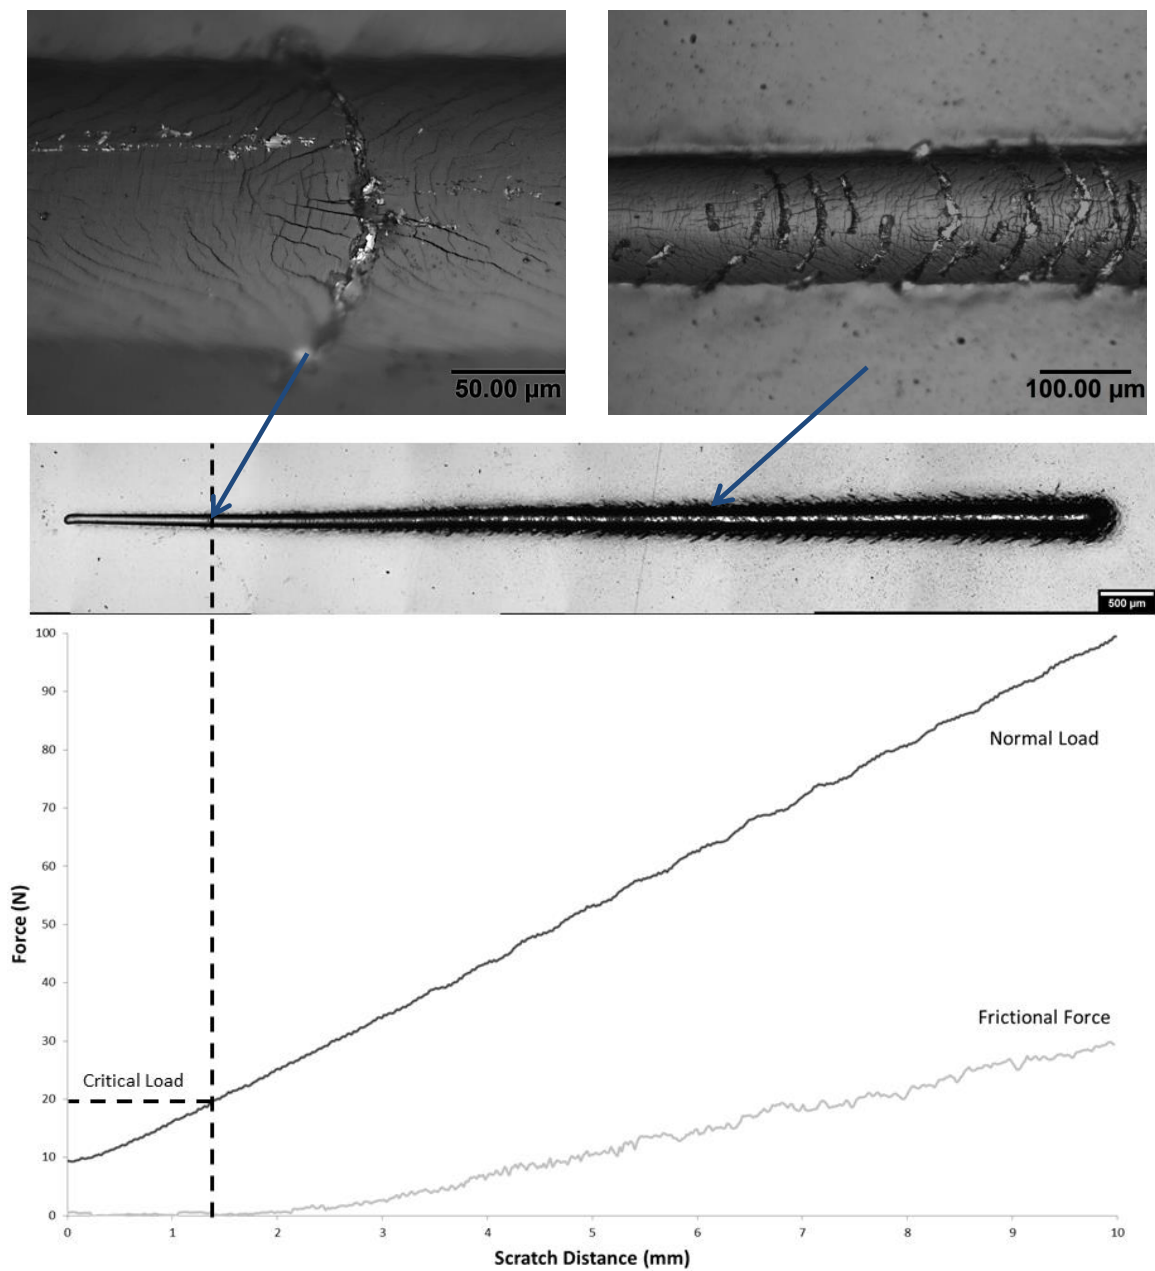 50.00 µm
100.00 µm
500 µm
100
90
80
70
60
50
40
30
20
10
0
Force (N)
Normal Load
Frictional Force
Critical Load
0 1 2 3 4 5 6 7 8 9 10
Scratch Distance (mm)